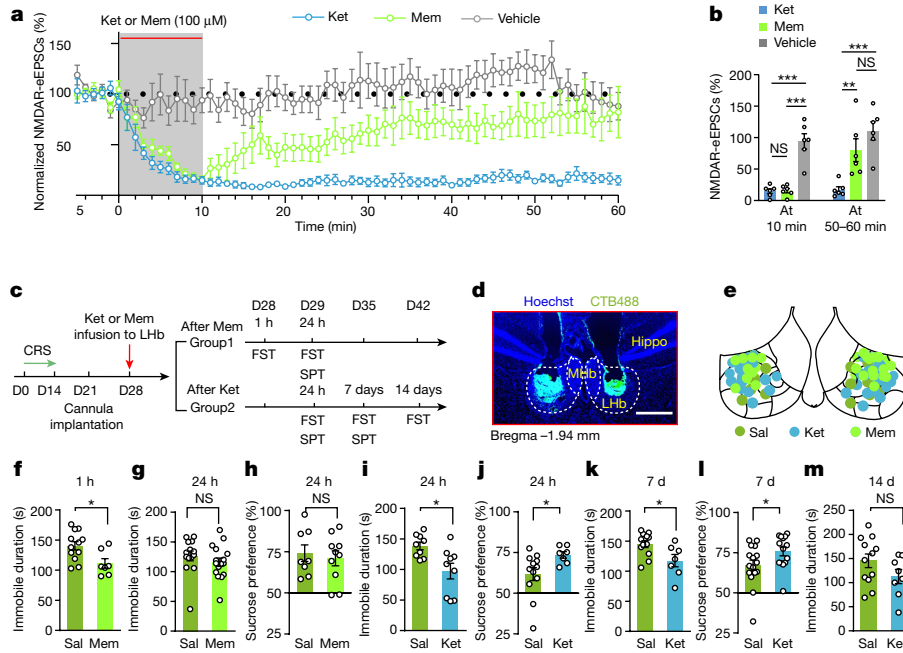 a
Ket or Mem (100 μM)
Ket
Mem
Vehicle
Normalized NMDAR-eEPSCs (%)
150
100
50
5
0
10
20
30
40
50
60
Time (min)
b
Ket
Mem
Vehicle
NMDAR-eEPSCs (%)
200
150
100
50
0
NS
***
***
***
NS
**
At
10 min
At
50–60 min
c
CRS
Ket or Mem
infusion to LHb
D0
D14
D21
D28
Cannula
implantation
After Mem
Group1
D28
D29
D35
D42
1 h
24 h
FST
FST
SPT
After Ket
Group2
24 h
7 days
14 days
FST
FST
FST
SPT
SPT
d
Hoechst
CTB488
Hippo
MHb
LHb
Bregma –1.94 mm
e
Sal
Ket
Mem
f
1 h
*
Immobile duration (s)
200
150
100
50
0
Sal Mem
g
24 h
NS
Immobile duration (s)
200
150
100
50
0
Sal Mem
h
24 h
NS
Sucrose preference (%)
100
75
50
25
Sal Mem
i
24 h
*
Immobile duration (s)
200
150
100
50
0
Sal Ket
j
24 h
*
Sucrose preference (%)
100
75
50
25
Sal Ket
k
7 d
*
Immobile duration (s)
200
150
100
50
0
Sal Ket
l
7 d
*
Sucrose preference (%)
100
75
50
25
Sal Ket
m
14 d
NS
Immobile duration (s)
250
200
150
100
50
0
Sal Ket